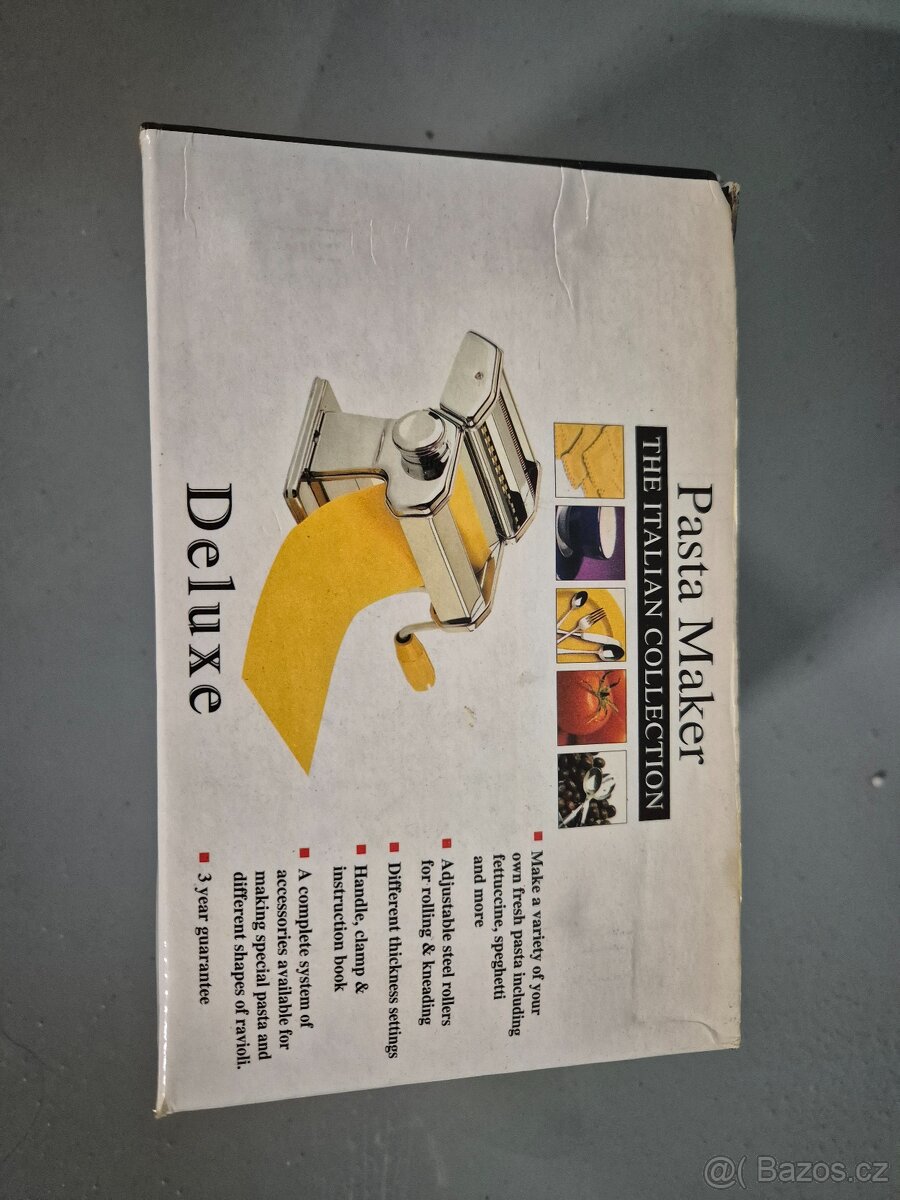 Pasta Maker
THE ITALIAN COLLECTION
Make a variety of your
own fresh pasta including
fettuccine, speghetti
and more
Adjustable steel rollers
for rolling & kneading
Different thickness settings
Handle, clamp &
instruction book
A complete system of
accessories available for
making special pasta and
different shapes of ravioli.
3 year guarantee
Deluxe
@( Bazos.cz